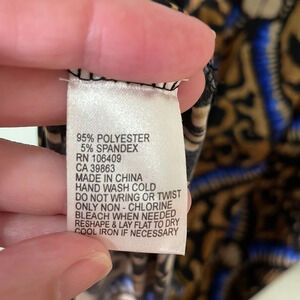 95% POLYESTER
5% SPANDEX
RN 106409
CA 39863
MADE IN CHINA
HAND WASH COLD
DO NOT WRING OR TWIST
ONLY NON - CHLORINE
BLEACH WHEN NEEDED
RESHAPE & LAY FLAT TO DRY
COOL IRON IF NECESSARY